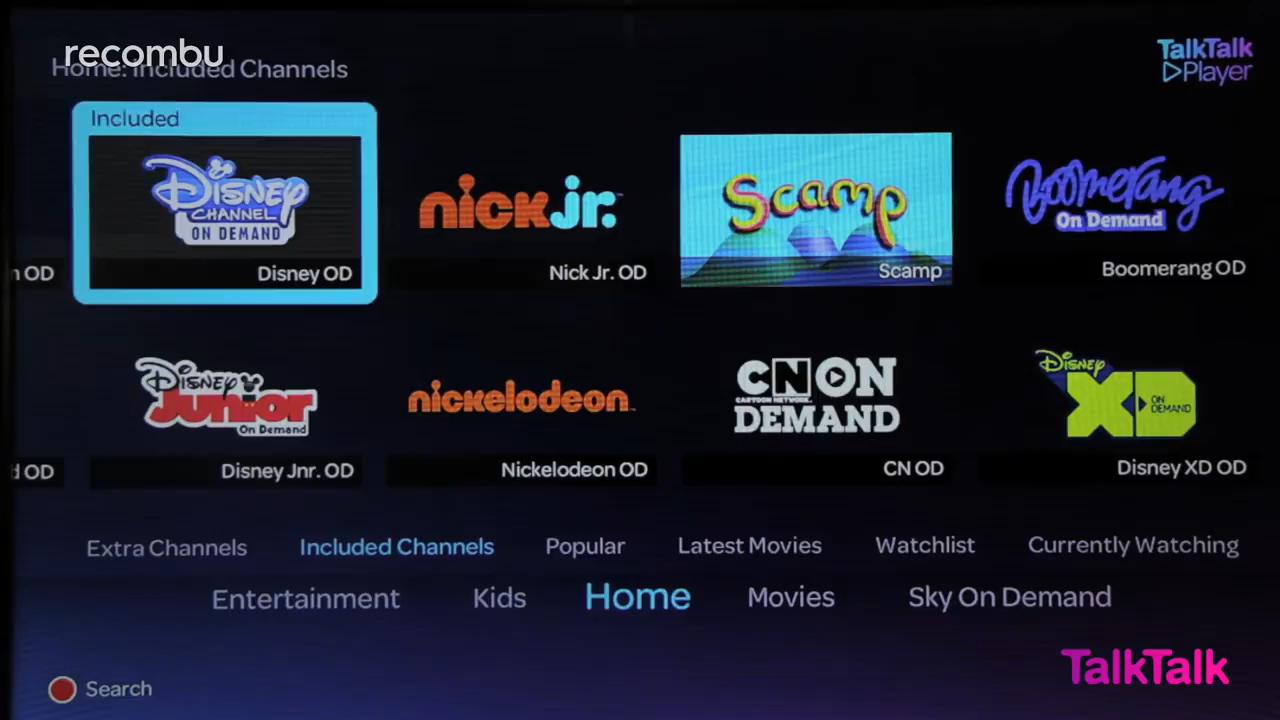 recombu
Home: Included Channels
TalkTalk
Player
Included
Disney
CHANNEL
ON DEMAND
Disney OD
nick jr.
Nick Jr. OD
Scamp
Scamp
Boomerang
On Demand
Boomerang OD
OD
Disney
Junior
On Demand
Disney Jnr. OD
nickelodeon
Nickelodeon OD
CN ON
CARTOON NETWORK
DEMAND
CN OD
Disney
XD
ON
DEMAND
Disney XD OD
OD
Extra Channels Included Channels Popular Latest Movies Watchlist Currently Watching
Entertainment Kids Home Movies Sky On Demand
Search
TalkTalk